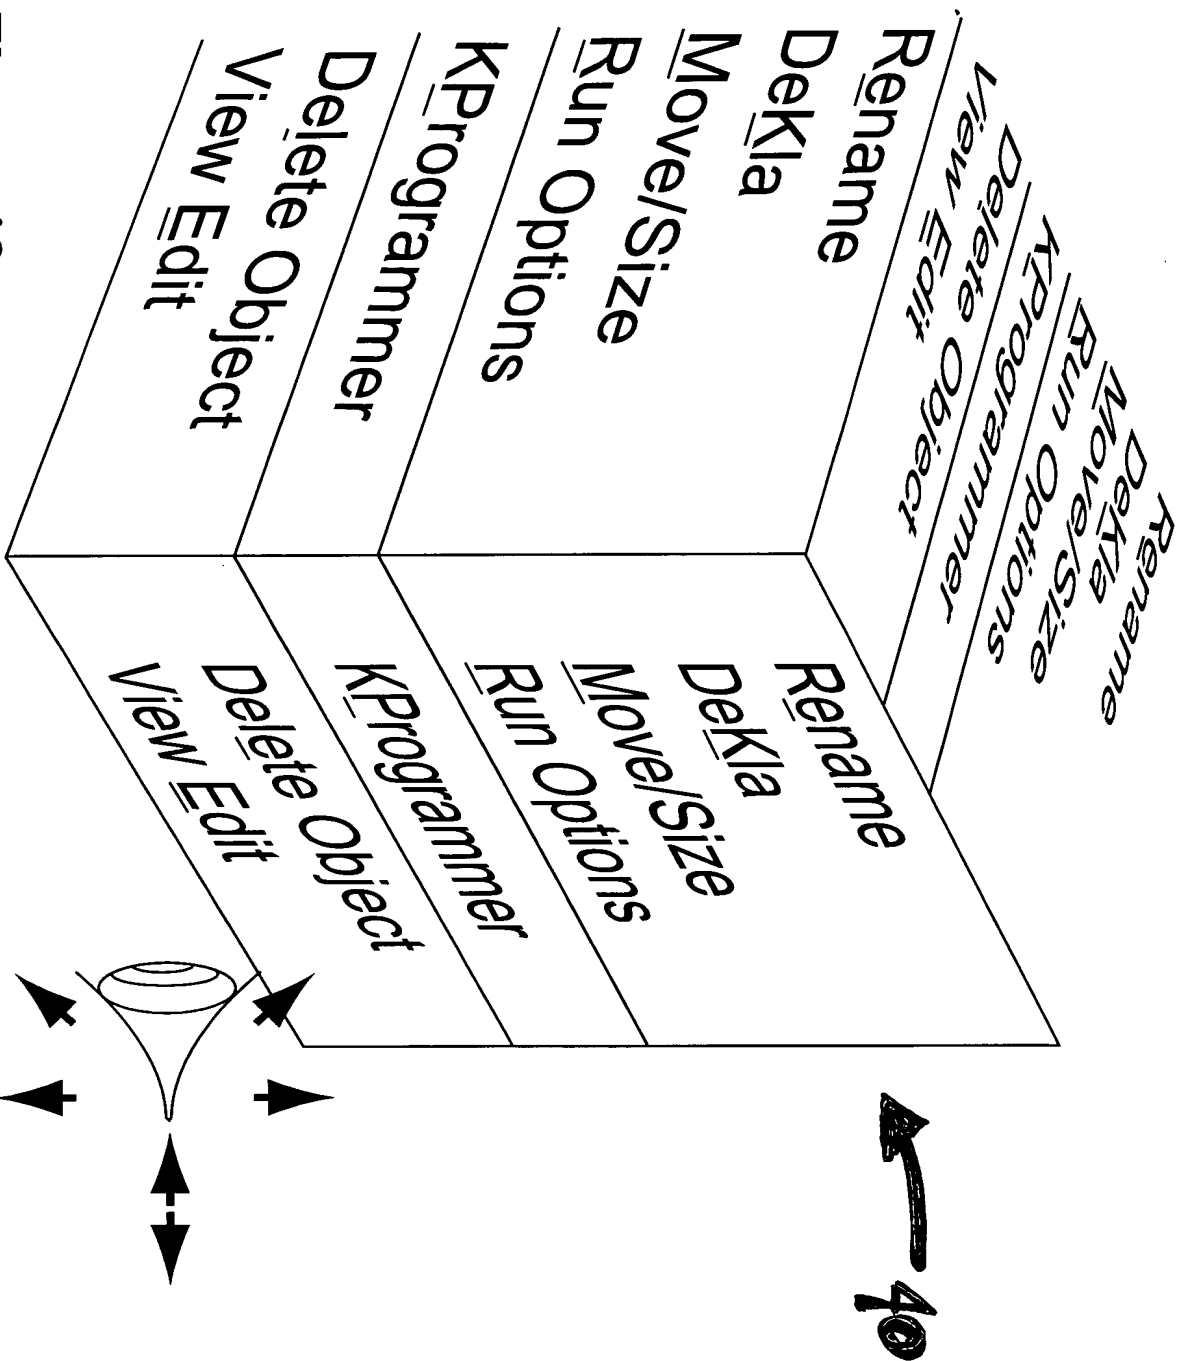 Rename
DeKla
Move/Size
Run Options
KProgrammer
Delete Object
View Edit
Rename
DeKla
Move/Size
Run Options
KProgrammer
Delete Object
View Edit
Rename
DeKla
Move/Size
Run Options
KProgrammer
Delete Object
View Edit
40